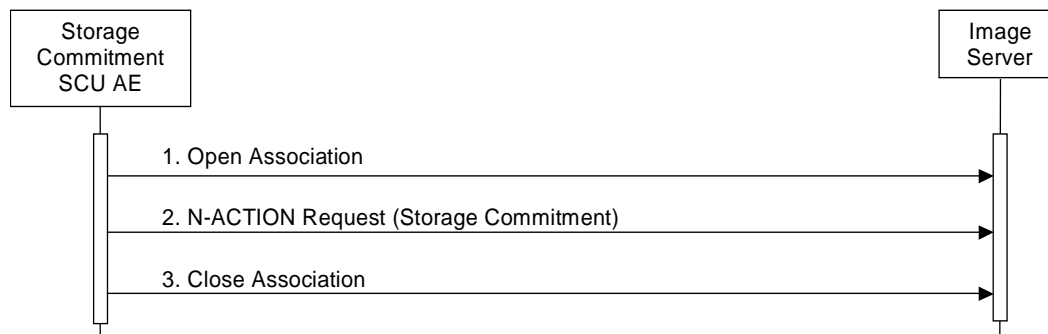 Storage
Commitment
SCU AE
Image
Server
1. Open Association
2. N-ACTION Request (Storage Commitment)
3. Close Association